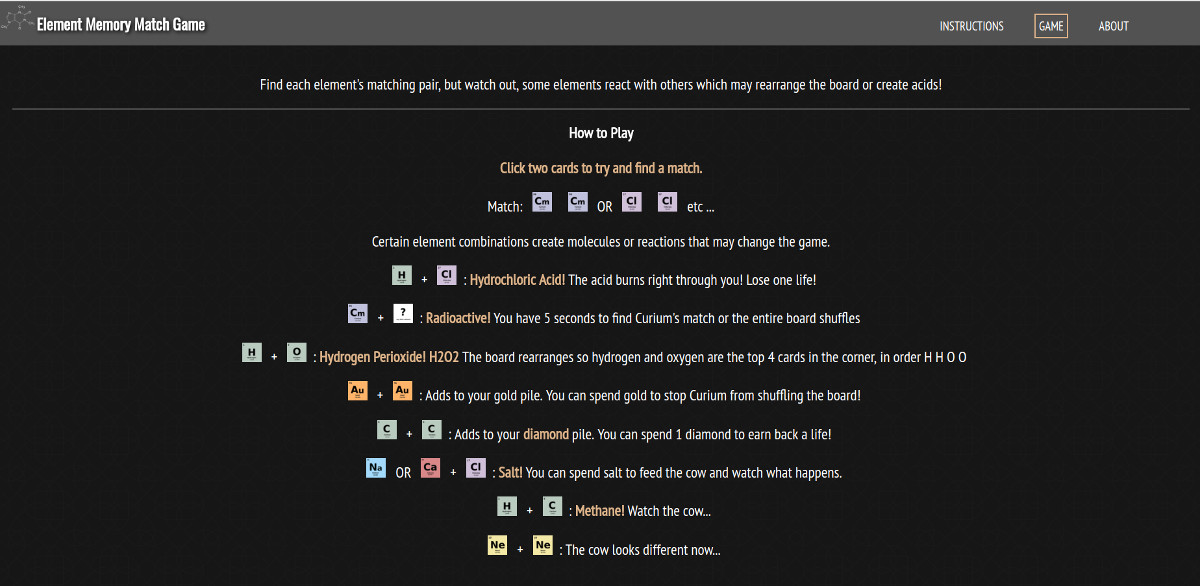 Element Memory Match Game INSTRUCTIONS GAME ABOUT
Find each element's matching pair, but watch out, some elements react with others which may rearrange the board or create acids!
How to Play
Click two cards to try and find a match.
Match: Cm Cm OR Cl Cl etc ...
Certain element combinations create molecules or reactions that may change the game.
H + Cl : Hydrochloric Acid! The acid burns right through you! Lose one life!
Cm + ? : Radioactive! You have 5 seconds to find Curium's match or the entire board shuffles
H + O : Hydrogen Perioxide! H2O2 The board rearranges so hydrogen and oxygen are the top 4 cards in the corner, in order H H O O
Au + Au : Adds to your gold pile. You can spend gold to stop Curium from shuffling the board!
C + C : Adds to your diamond pile. You can spend 1 diamond to earn back a life!
Na OR Ca + Cl : Salt! You can spend salt to feed the cow and watch what happens.
H + C : Methane! Watch the cow...
Ne + Ne : The cow looks different now...